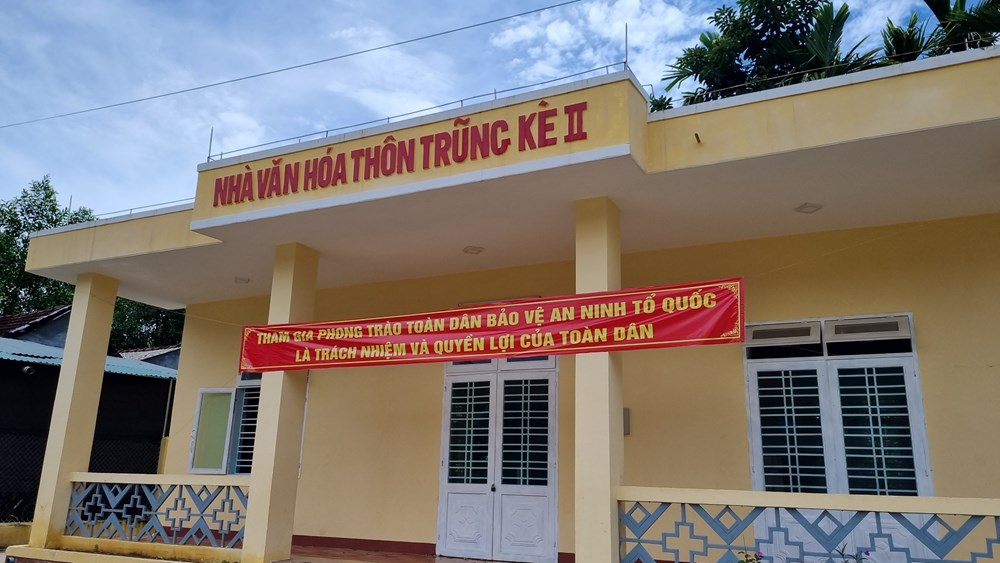 NHÀ VĂN HÓA THÔN TRŨNG KÈ II
THAM GIA PHONG TRÀO TOÀN DÂN BẢO VỆ AN NINH TỔ QUỐC
LÀ TRÁCH NHIỆM VÀ QUYỀN LỢI CỦA TOÀN DÂN